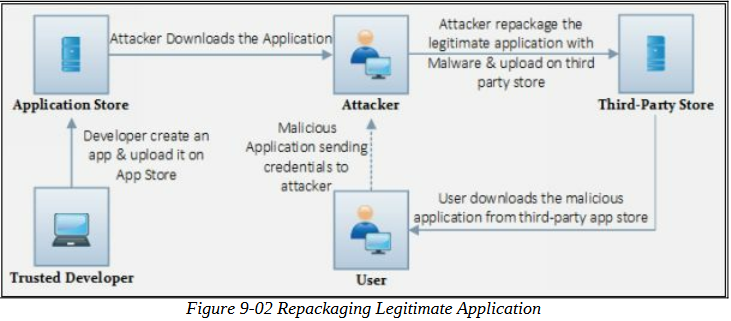 Attacker Downloads the Application
Attacker repackage the
legitimate application with
Malware & upload on third
party store
Application Store
Attacker
Third-Party Store
Developer create an
app & upload it on
App Store
Malicious
Application sending
credentials to
attacker
User downloads the malicious
application from third-party app store
Trusted Developer
User
Figure 9-02 Repackaging Legitimate Application